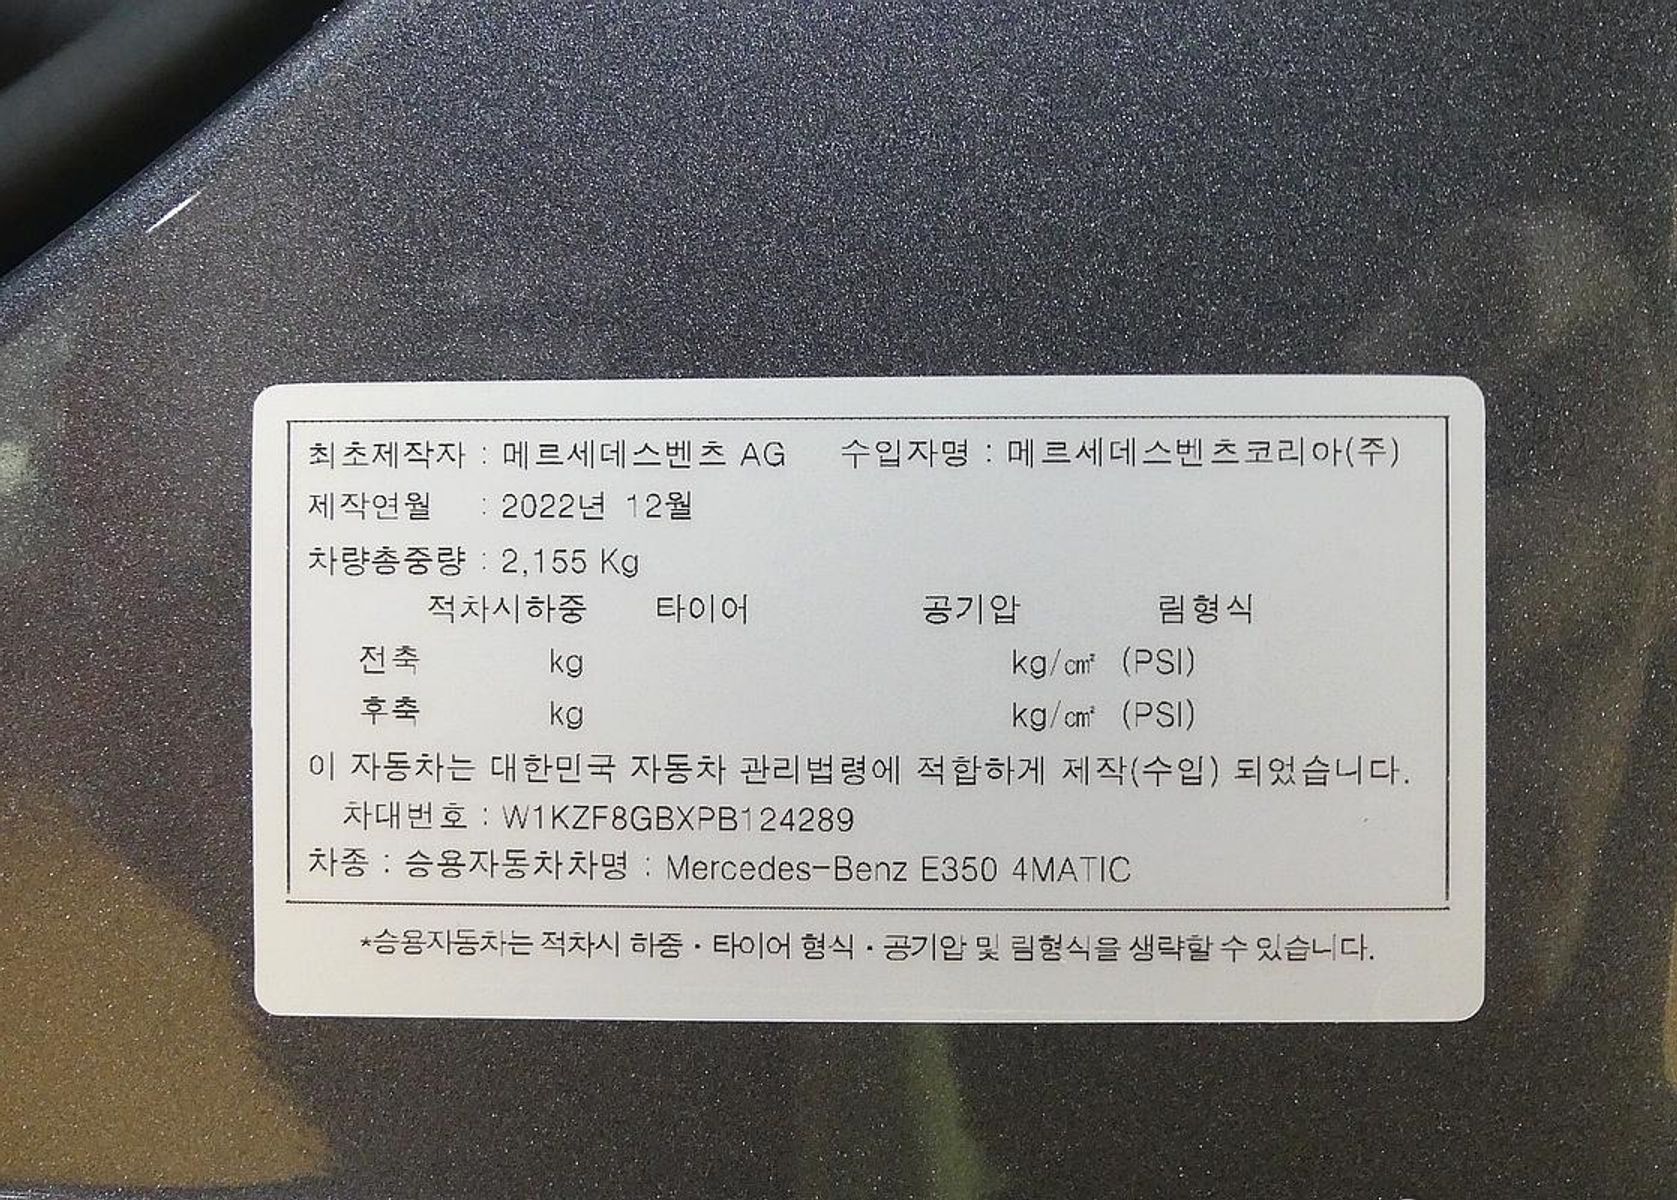 최초제작자 : 메르세데스벤츠 AG 수입자명 : 메르세데스벤츠코리아(주)
제작연월 : 2022년 12월
차량총중량 : 2,155 Kg
적차시하중 타이어 공기압 림형식
전축 kg kg/㎠ (PSI)
후축 kg kg/㎠ (PSI)
이 자동차는 대한민국 자동차 관리법령에 적합하게 제작(수입) 되었습니다.
차대번호 : W1KZF8GBXPB124289
차종 : 승용자동차차명 : Mercedes-Benz E350 4MATIC
*승용자동차는 적차시 하중 · 타이어 형식 · 공기압 및 림형식을 생략할 수 있습니다.